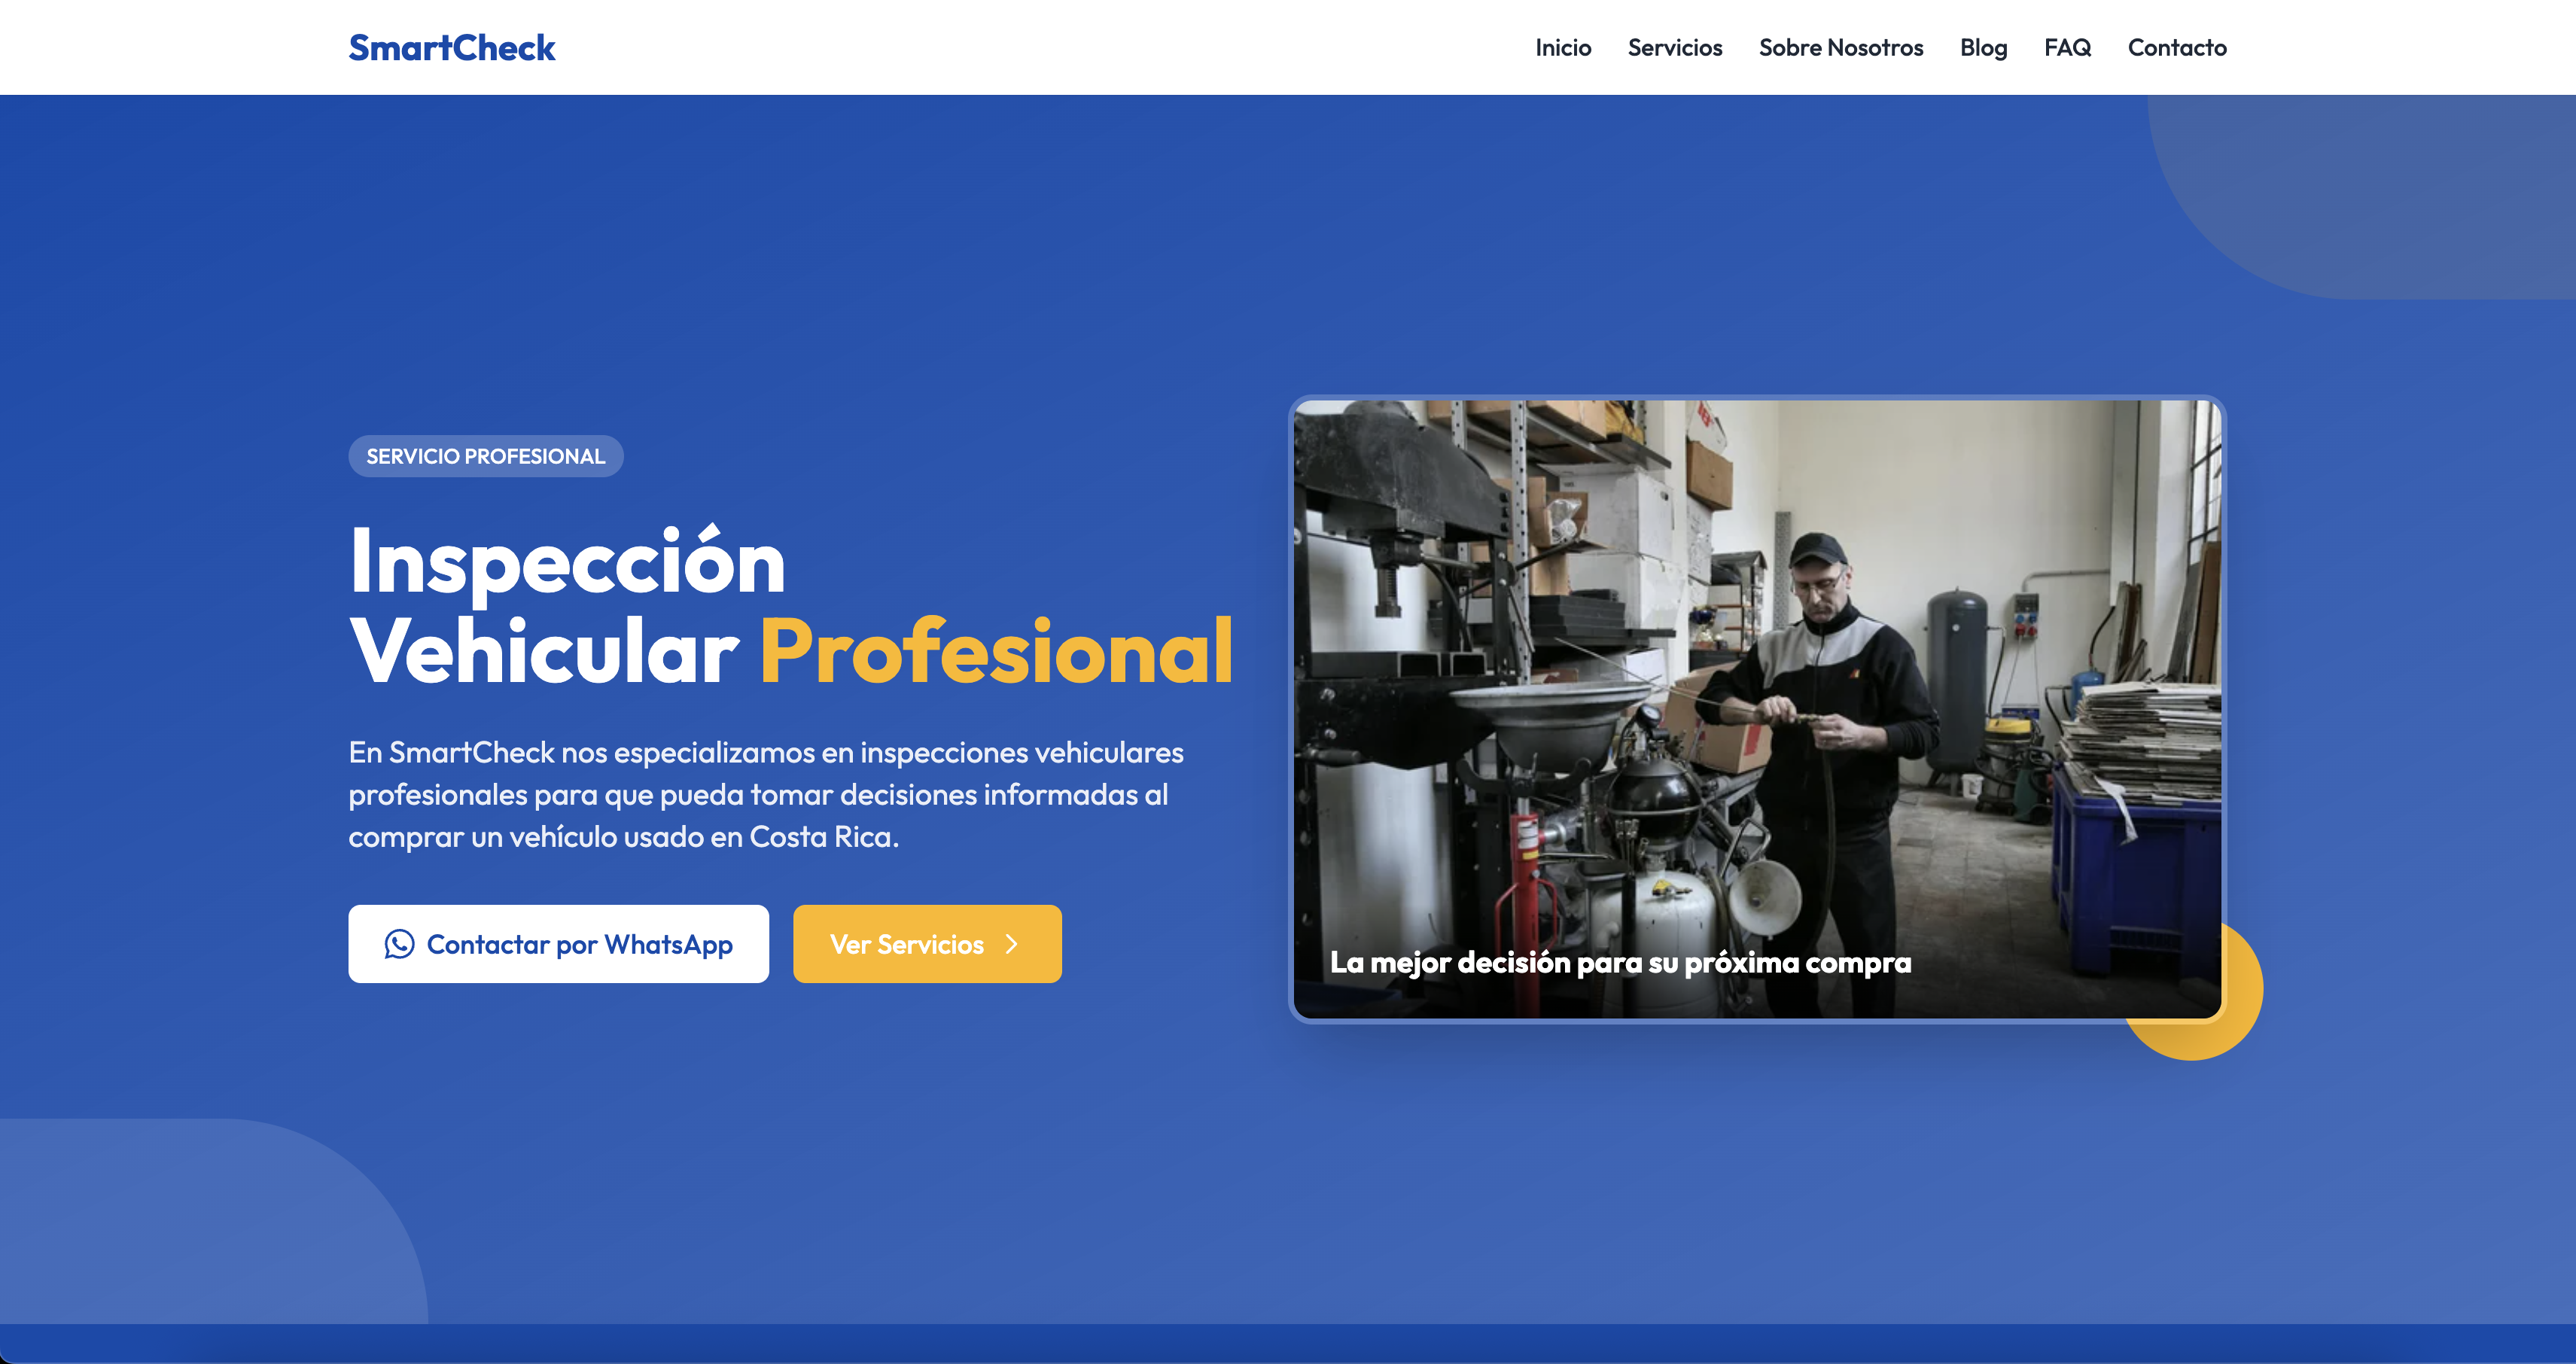 SmartCheck
Inicio Servicios Sobre Nosotros Blog FAQ Contacto
SERVICIO PROFESIONAL
Inspección
Vehicular Profesional
En SmartCheck nos especializamos en inspecciones vehiculares
profesionales para que pueda tomar decisiones informadas al
comprar un vehículo usado en Costa Rica.
Contactar por WhatsApp
Ver Servicios
La mejor decisión para su próxima compra